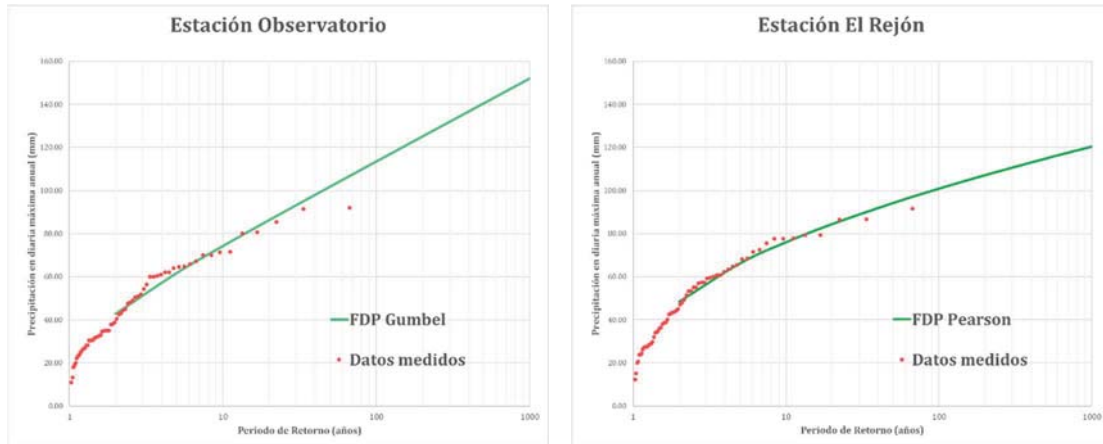 Estación Observatorio
Precipitación en diaria máxima anual (mm)
160.00
140.00
120.00
100.00
80.00
60.00
40.00
20.00
0.00
FDP Gumbel
Datos medidos
1
10
100
1000
Periodo de Retorno (años)
Estación El Rejón
Precipitación en diaria máxima anual (mm)
160.00
140.00
120.00
100.00
80.00
60.00
40.00
20.00
0.00
FDP Pearson
Datos medidos
1
10
100
1000
Periodo de Retorno (años)